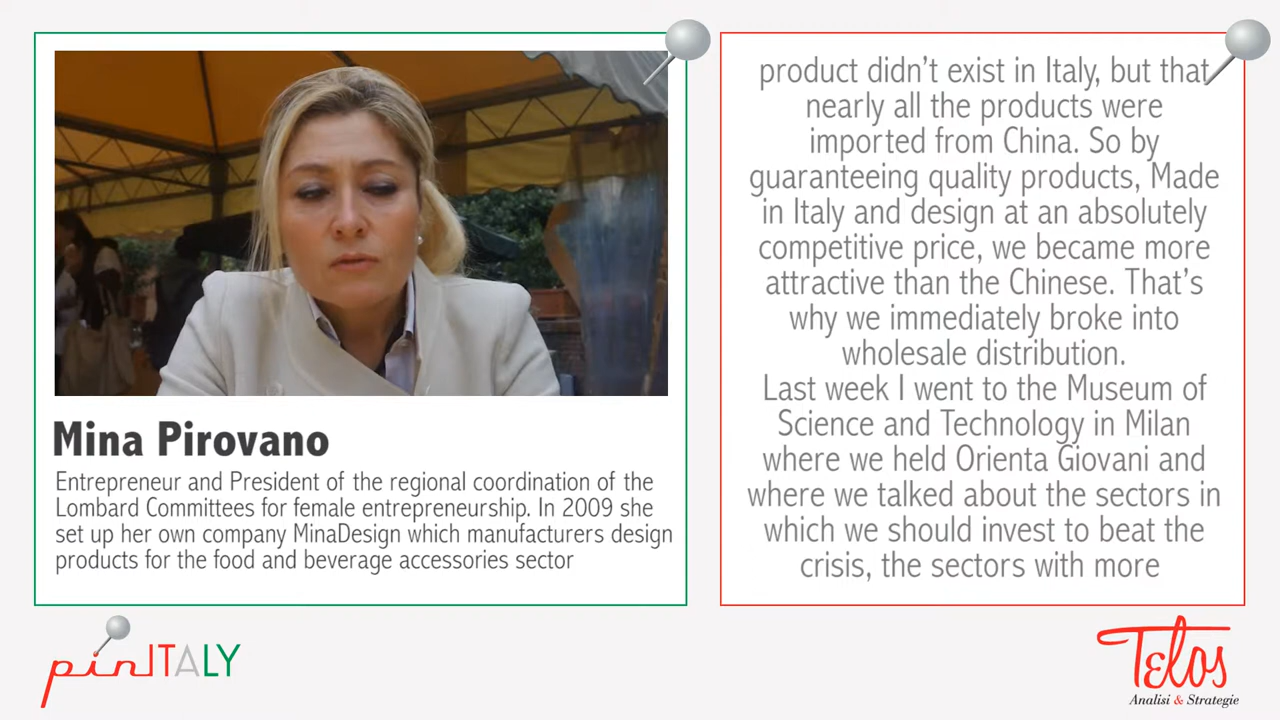 Mina Pirovano
Entrepreneur and President of the regional coordination of the
Lombard Committees for female entrepreneurship. In 2009 she
set up her own company MinaDesign which manufacturers design
products for the food and beverage accessories sector
product didn't exist in Italy, but that
nearly all the products were
imported from China. So by
guaranteeing quality products, Made
in Italy and design at an absolutely
competitive price, we became more
attractive than the Chinese. That's
why we immediately broke into
wholesale distribution.
Last week I went to the Museum of
Science and Technology in Milan
where we held Orienta Giovani and
where we talked about the sectors in
which we should invest to beat the
crisis, the sectors with more
pinITALY
Telos
Analisi & Strategie